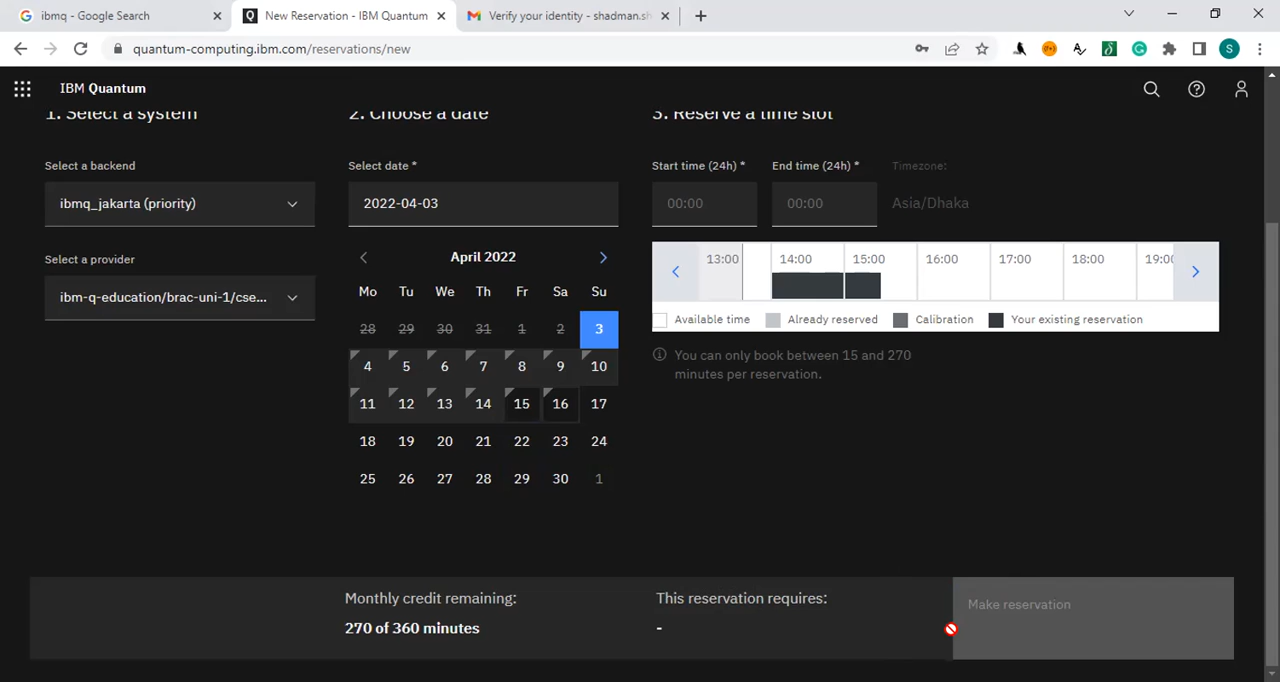 ibmq - Google Search
New Reservation - IBM Quantum
Verify your identity - shadman.sh
quantum-computing.ibm.com/reservations/new
S
IBM Quantum
1. Select a system
2. Choose a date
3. Reserve a time slot
Select a backend
Select date *
Start time (24h) *
End time (24h) *
Timezone:
ibmq_jakarta (priority)
2022-04-03
00:00
00:00
Asia/Dhaka
Select a provider
April 2022
13:00 14:00 15:00 16:00 17:00 18:00 19:00
ibm-q-education/brac-uni-1/cse...
Mo Tu We Th Fr Sa Su
Available time
Already reserved
Calibration
Your existing reservation
28 29 30 31 1 2 3
You can only book between 15 and 270
minutes per reservation.
4 5 6 7 8 9 10
11 12 13 14 15 16 17
18 19 20 21 22 23 24
25 26 27 28 29 30 1
Monthly credit remaining:
270 of 360 minutes
This reservation requires:
-
Make reservation